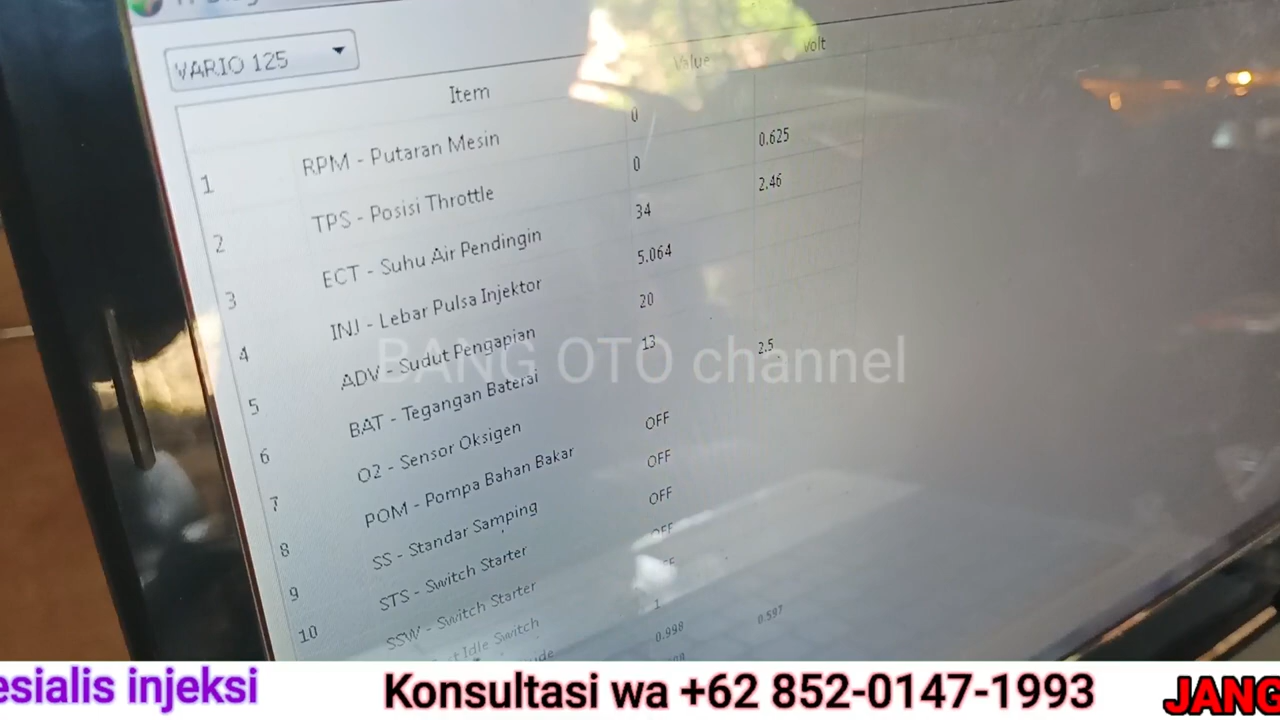 VARIO 125
Item Value Volt
1 RPM - Putaran Mesin 0
2 TPS - Posisi Throttle 0 0.625
3 ECT - Suhu Air Pendingin 34 2.46
4 INJ - Lebar Pulsa Injektor 5.064
5 ADV - Sudut Pengapian 20
6 BAT - Tegangan Baterai 13
7 O2 - Sensor Oksigen 2.5
8 POM - Pompa Bahan Bakar OFF
9 SS - Standar Samping OFF
10 STS - Switch Starter OFF
SSW - Switch Starter OFF
Idle Switch
1
0.998 0.597
BANG OTO channel
esialis injeksi Konsultasi wa +62 852-0147-1993 JANG